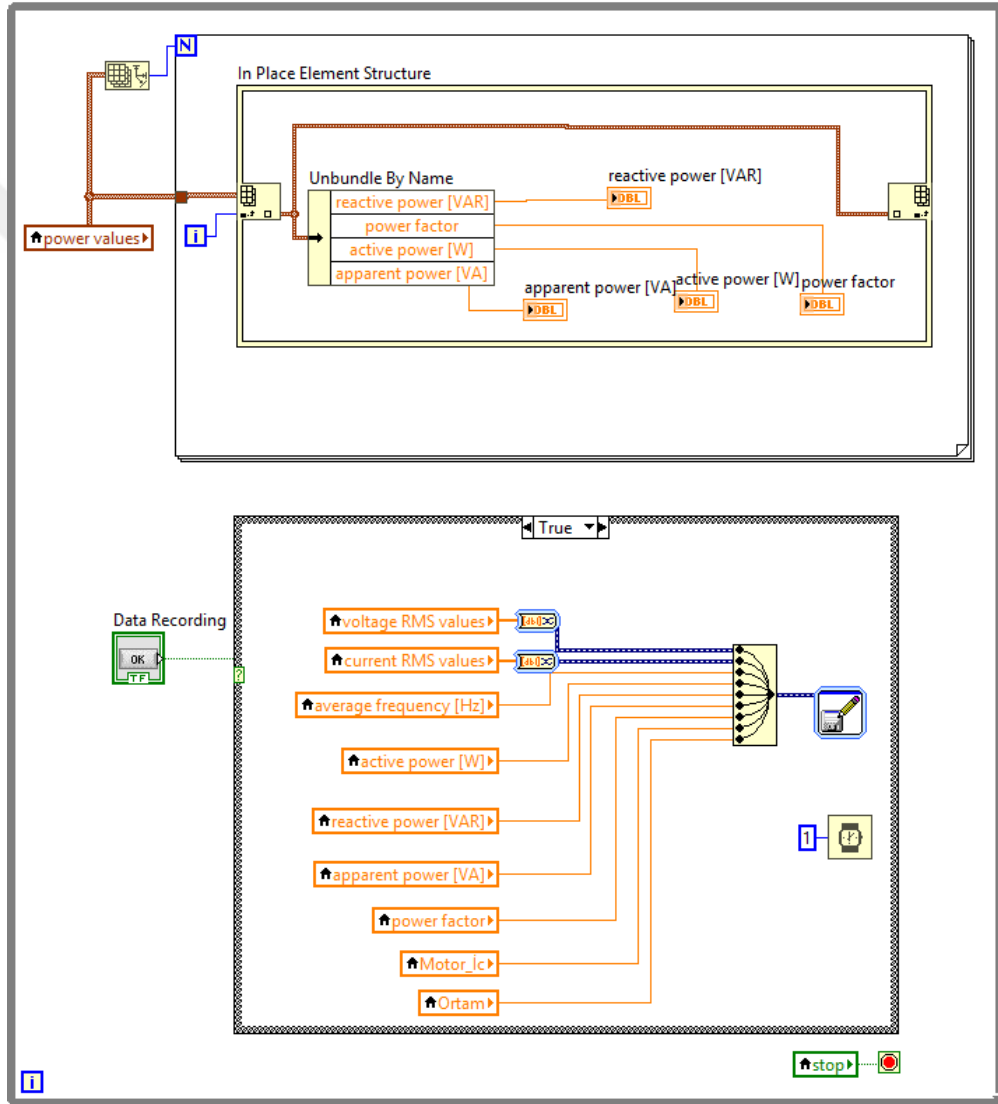 N
In Place Element Structure
Unbundle By Name
reactive power [VAR]
reactive power [VAR]
DBL
power factor
active power [W]
apparent power [VA]
power values
i
apparent power [VA]
active power [W]
power factor
DBL
DBL
DBL
True
Data Recording
OK
TF
?
voltage RMS values
[dbl]
current RMS values
[dbl]
average frequency [Hz]
active power [W]
reactive power [VAR]
1
apparent power [VA]
power factor
Motor_İc
Ortam
stop
i